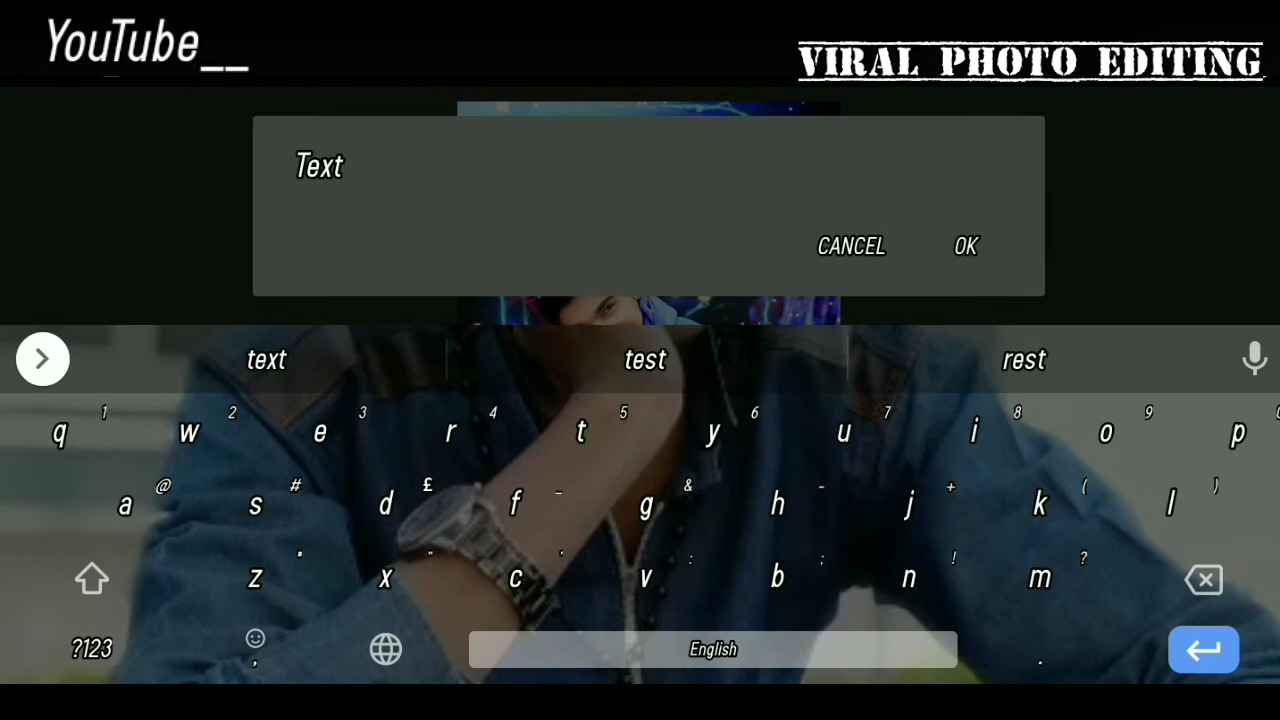 YouTube__
VIRAL PHOTO EDITING
Text
CANCEL OK
text test rest
1 2 3 4 5 6 7 8 9 0
q w e r t y u i o p
@ # £ _ & - + ( )
a s d f g h j k l
* " ' : ; ! ?
z x c v b n m
?123 , English .